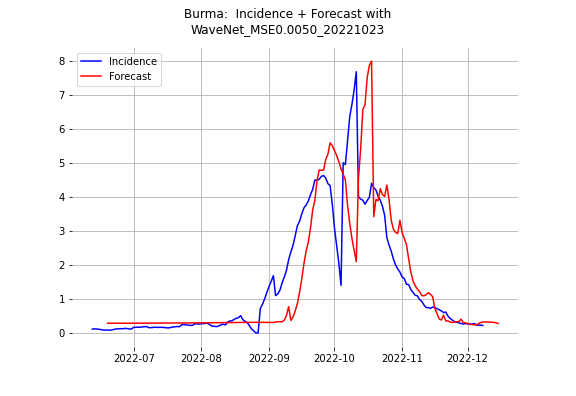 Burma:  Incidence + Forecast with
WaveNet_MSE0.0050_20221023
Incidence
Forecast
8
7
6
5
4
3
2
1
0
2022-07 2022-08 2022-09 2022-10 2022-11 2022-12